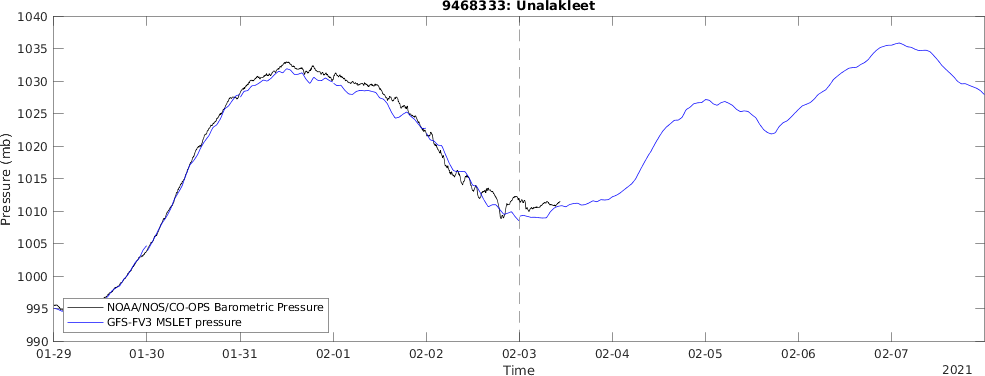 9468333: Unalakleet
1040
1035
1030
1025
1020
1015
1010
1005
1000
995
990
Pressure (mb)
NOAA/NOS/CO-OPS Barometric Pressure
GFS-FV3 MSLET pressure
01-29 01-30 01-31 02-01 02-02 02-03 02-04 02-05 02-06 02-07
Time
2021